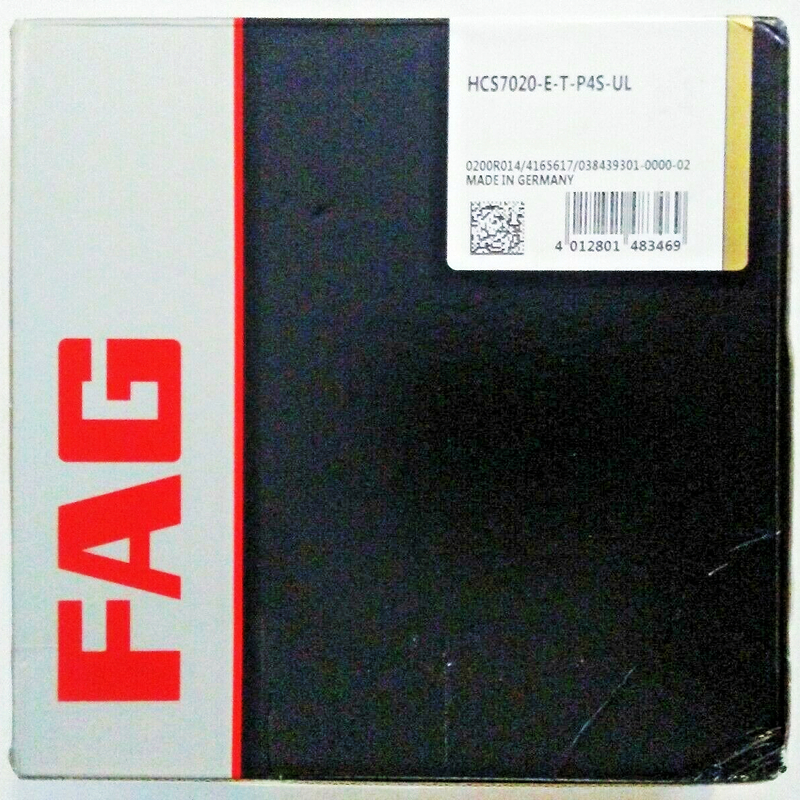 HCS7020-E-T-P4S-UL
0200R014/4165617/038439301-0000-02
MADE IN GERMANY
4 012801 483469
FAG